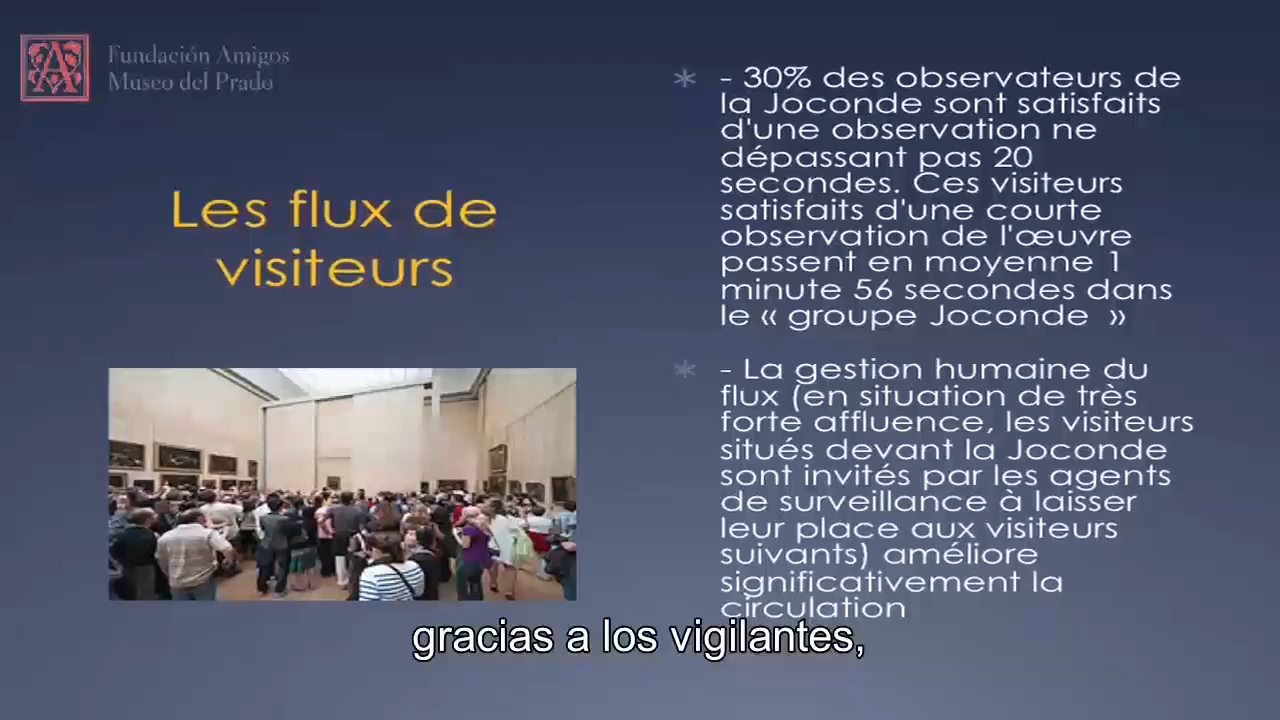 Fundación Amigos
Museo del Prado
Les flux de
visiteurs
- 30% des observateurs de
la Joconde sont satisfaits
d'une observation ne
dépassant pas 20
secondes. Ces visiteurs
satisfaits d'une courte
observation de l'œuvre
passent en moyenne 1
minute 56 secondes dans
le « groupe Joconde »
- La gestion humaine du
flux (en situation de très
forte affluence, les visiteurs
situés devant la Joconde
sont invités par les agents
de surveillance à laisser
leur place aux visiteurs
suivants) améliore
significativement la
circulation
gracias a los vigilantes,